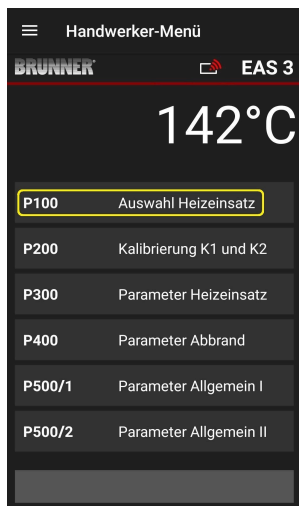 Handwerker-Menü
BRUNNER EAS 3
142°C
P100 Auswahl Heizeinsatz
P200 Kalibrierung K1 und K2
P300 Parameter Heizeinsatz
P400 Parameter Abbrand
P500/1 Parameter Allgemein I
P500/2 Parameter Allgemein II